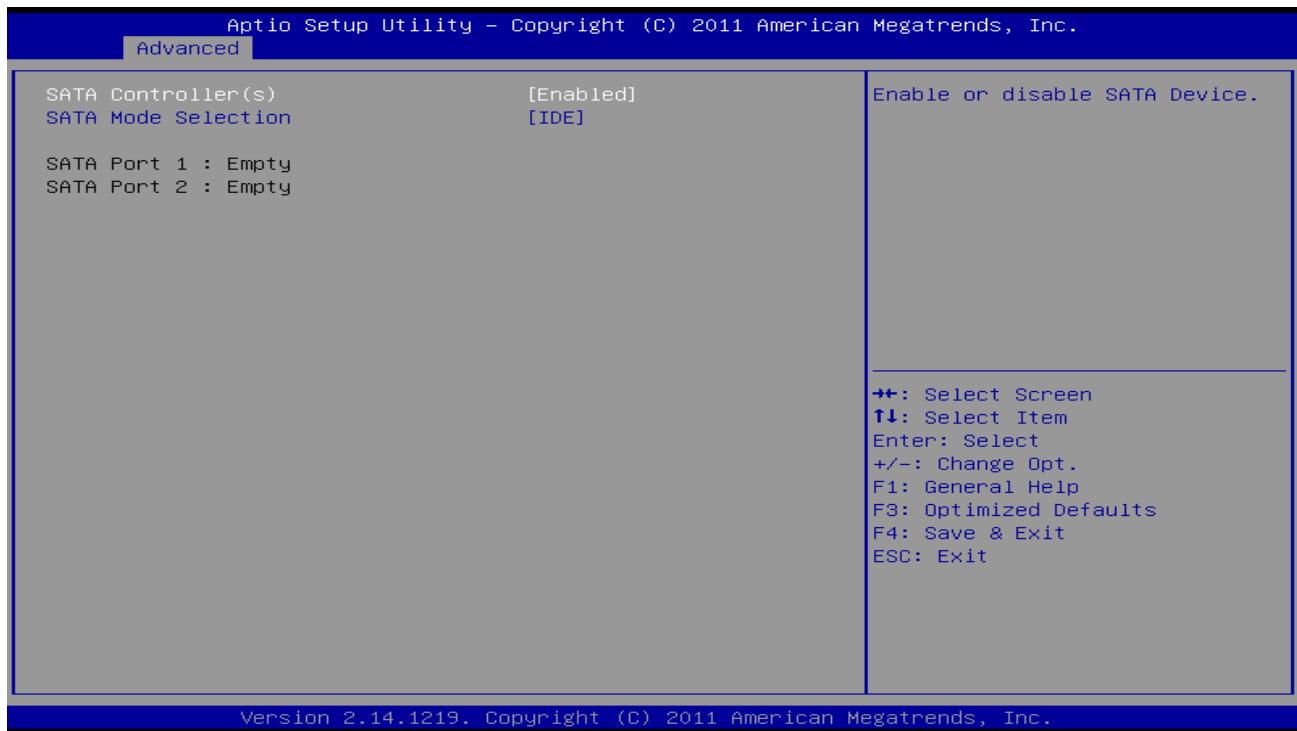 Aptio Setup Utility – Copyright (C) 2011 American Megatrends, Inc.
Advanced
SATA Controller(s) [Enabled]
SATA Mode Selection [IDE]
SATA Port 1 : Empty
SATA Port 2 : Empty
Enable or disable SATA Device.
→←: Select Screen
↑↓: Select Item
Enter: Select
+/-: Change Opt.
F1: General Help
F3: Optimized Defaults
F4: Save & Exit
ESC: Exit
Version 2.14.1219. Copyright (C) 2011 American Megatrends, Inc.